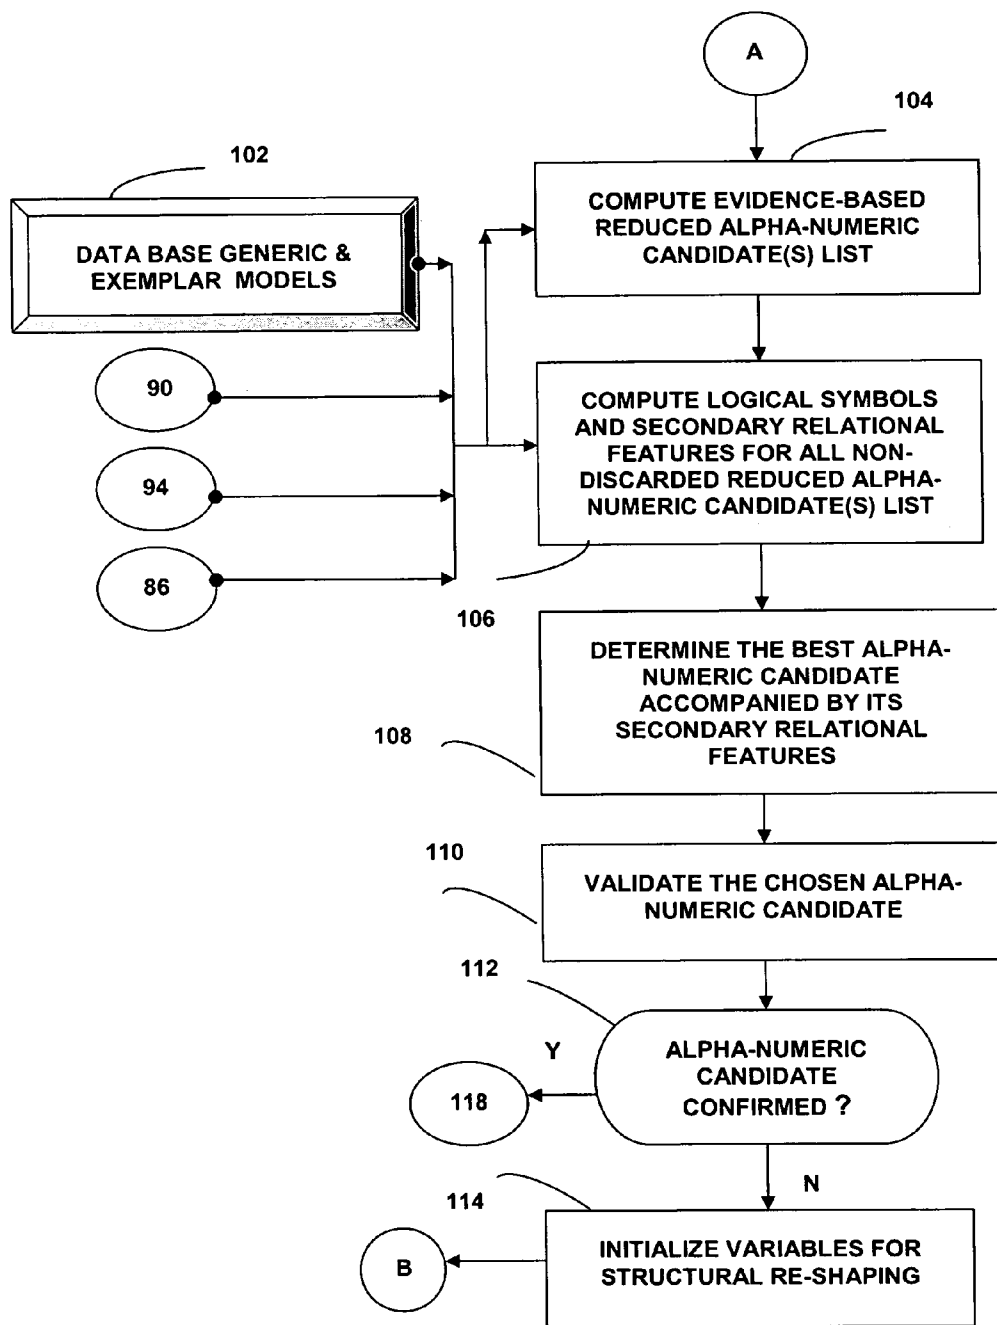 A
104
102
COMPUTE EVIDENCE-BASED
REDUCED ALPHA-NUMERIC
CANDIDATE(S) LIST
DATA BASE GENERIC &
EXEMPLAR MODELS
90
94
86
COMPUTE LOGICAL SYMBOLS
AND SECONDARY RELATIONAL
FEATURES FOR ALL NON-
DISCARDED REDUCED ALPHA-
NUMERIC CANDIDATE(S) LIST
106
DETERMINE THE BEST ALPHA-
NUMERIC CANDIDATE
ACCOMPANIED BY ITS
SECONDARY RELATIONAL
FEATURES
108
110
VALIDATE THE CHOSEN ALPHA-
NUMERIC CANDIDATE
112
ALPHA-NUMERIC
CANDIDATE
CONFIRMED ?
Y
118
N
114
INITIALIZE VARIABLES FOR
STRUCTURAL RE-SHAPING
B